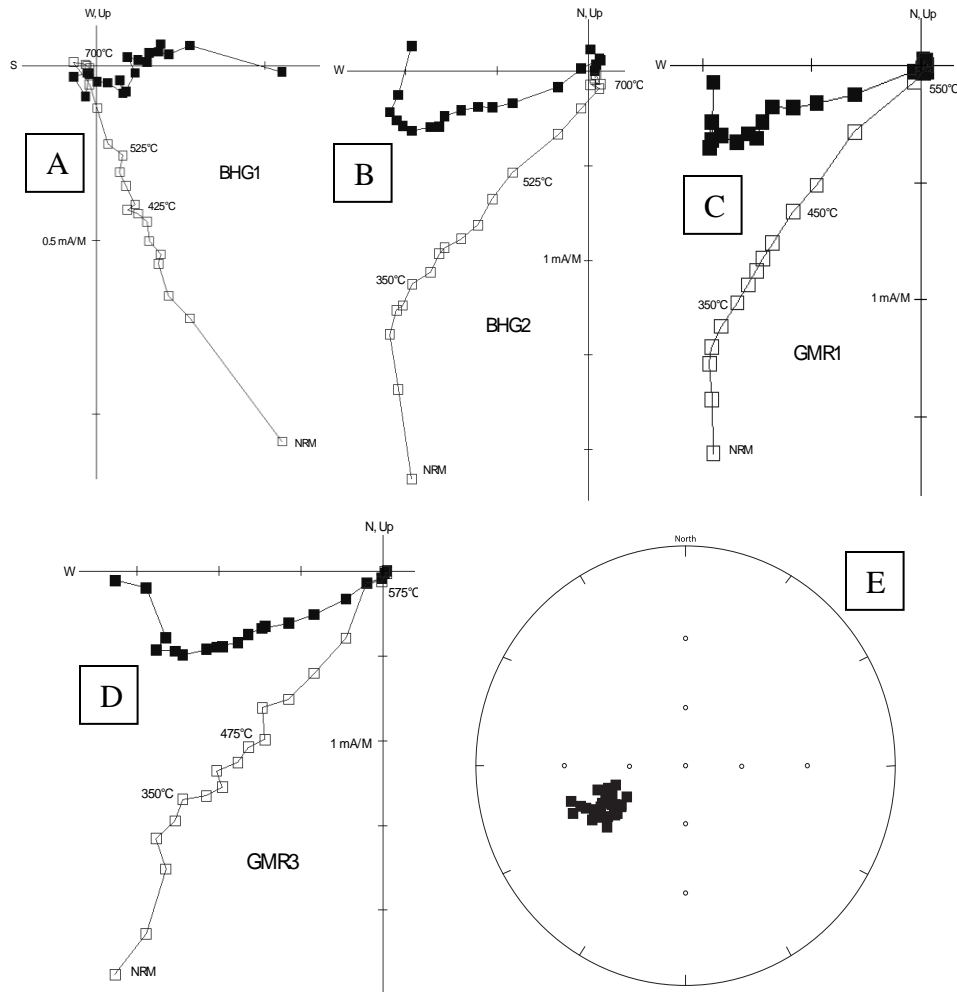 W, Up
S
700°C
A
525°C
BHG1
425°C
0.5 mA/M
NRM
N, Up
W
700°C
B
525°C
1 mA/M
350°C
BHG2
NRM
N, Up
W
550°C
C
450°C
1 mA/M
350°C
GMR1
NRM
N, Up
W
575°C
D
1 mA/M
475°C
350°C
GMR3
NRM
North
E